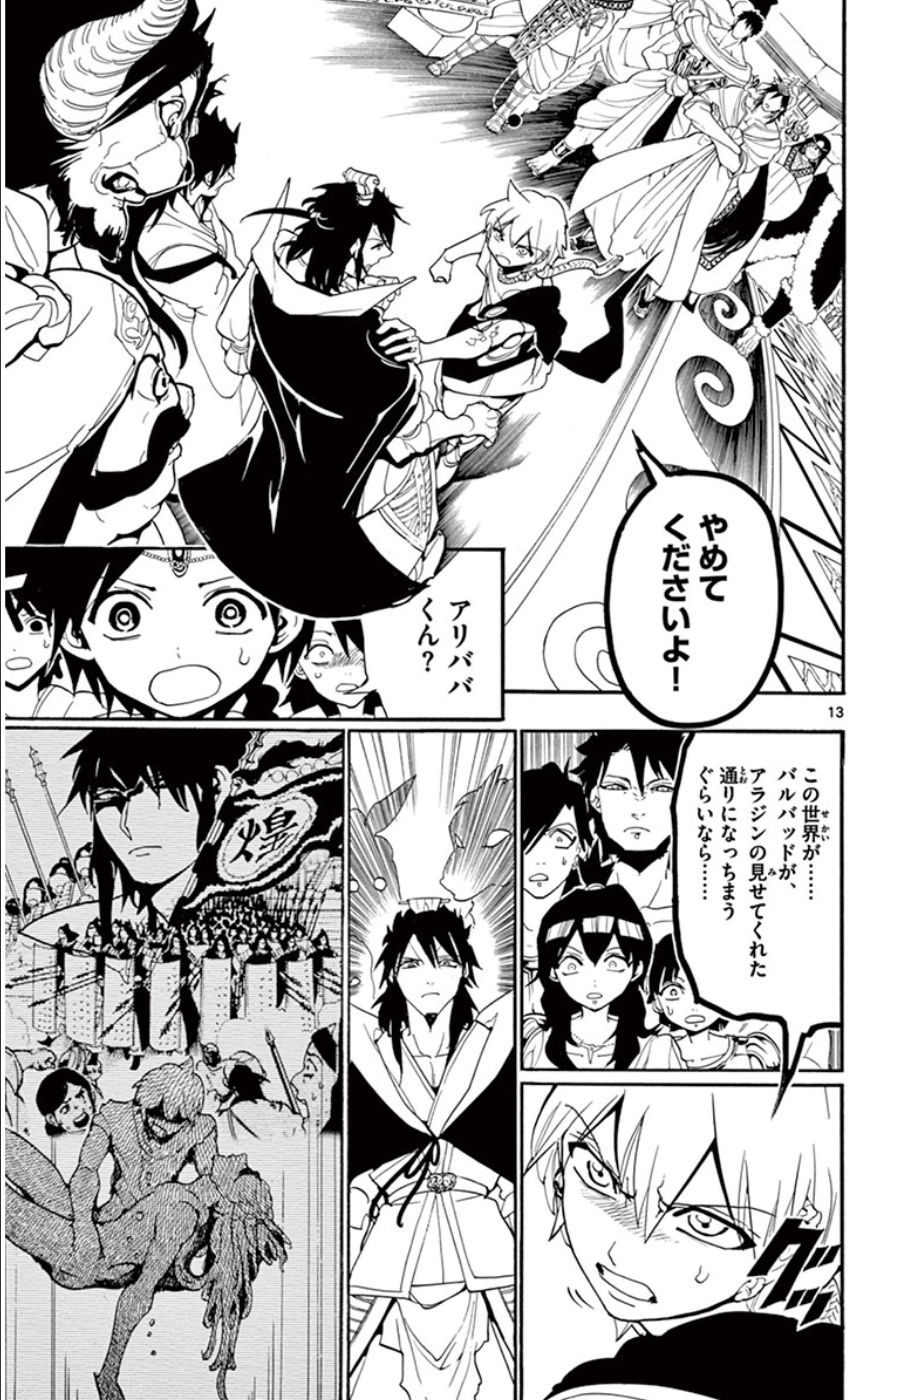 やめて
くださいよ！
アリババ
くん？
13
この世界が……
バルバッドが、
アラジンの見せてくれた
通りになっちまう
ぐらいなら……
煌
グッ